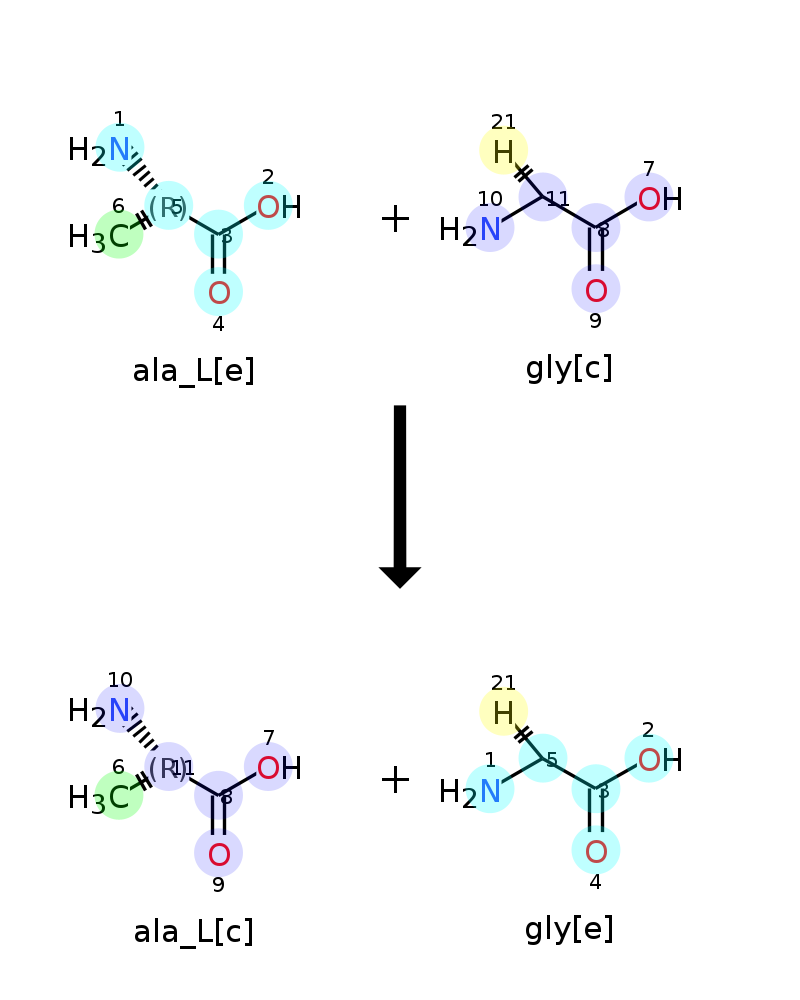 1
H₂N
(R) 5
6
H₃C
2
OH
3
O
4
+
21
H
10
H₂N
11
7
OH
8
O
9
ala_L[e]
gly[c]
10
H₂N
(R) 11
6
H₃C
7
OH
8
O
9
+
21
H
1
H₂N
5
2
OH
3
O
4
ala_L[c]
gly[e]